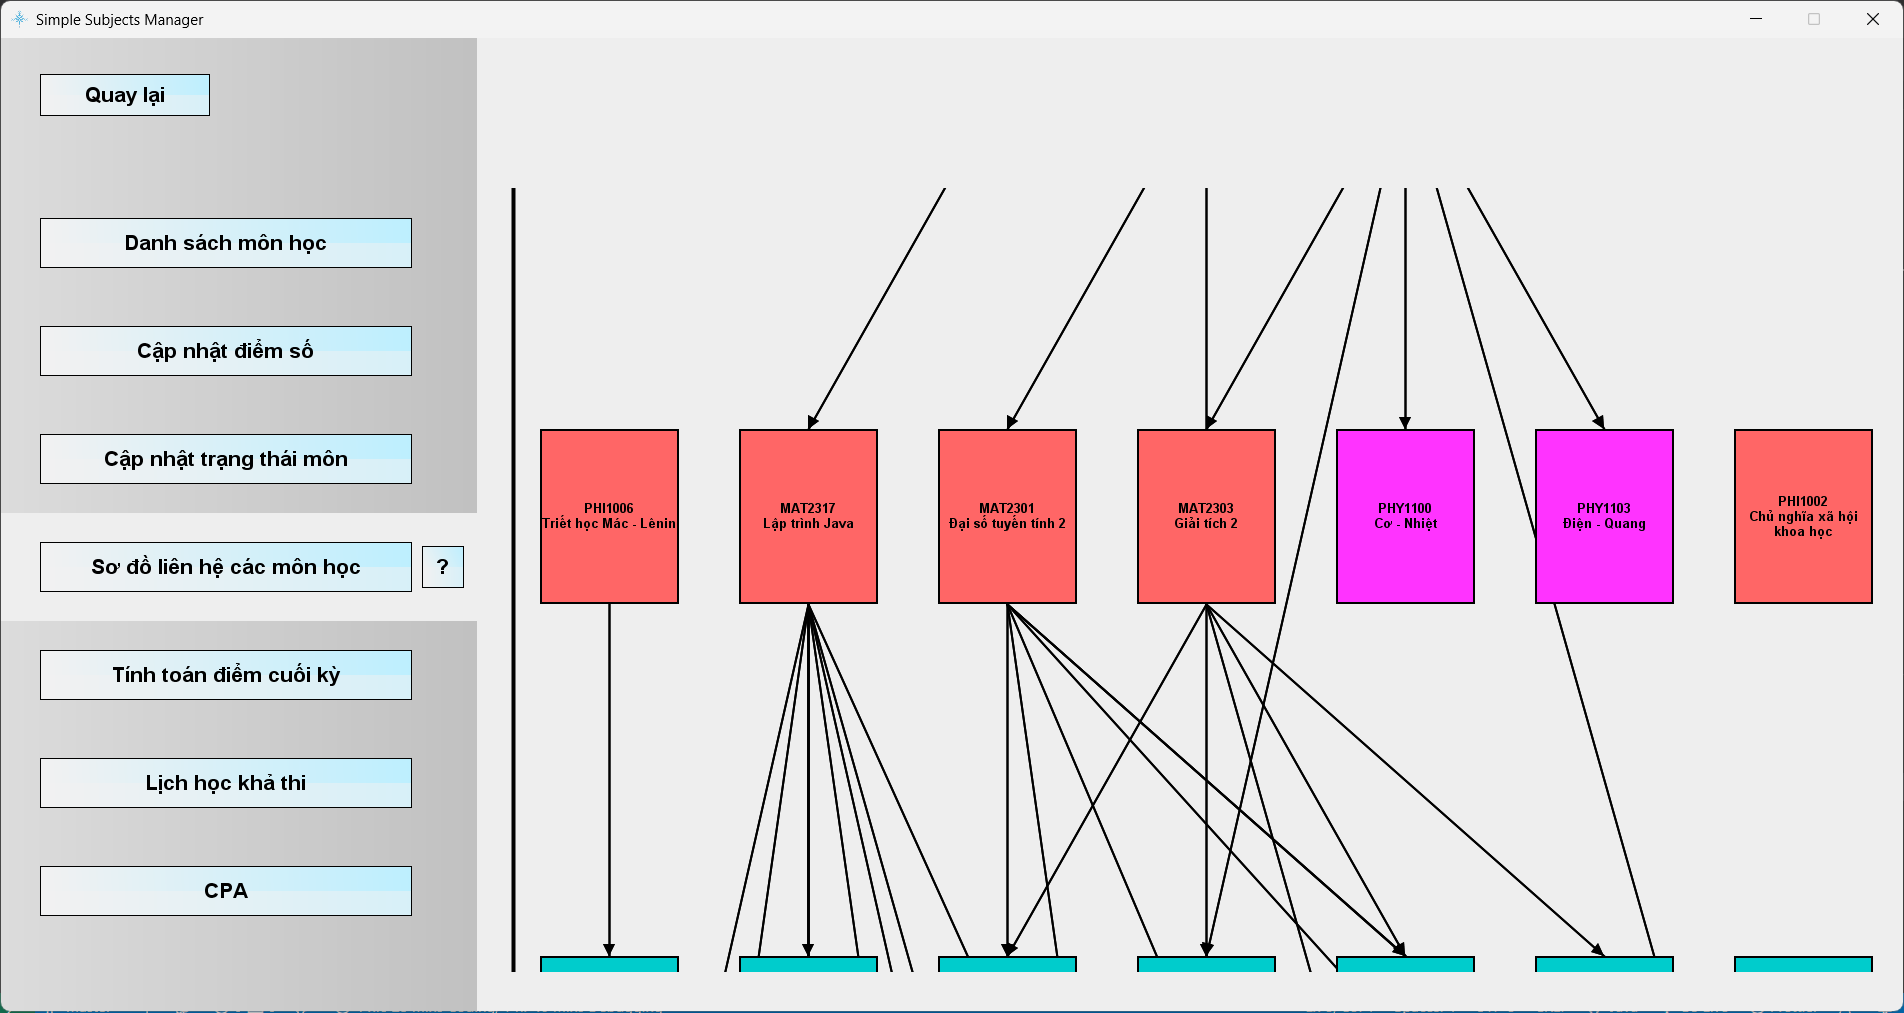 Simple Subjects Manager
Quay lại
Danh sách môn học
Cập nhật điểm số
Cập nhật trạng thái môn
Sơ đồ liên hệ các môn học
?
Tính toán điểm cuối kỳ
Lịch học khả thi
CPA
PHI1006
Triết học Mác - Lênin
MAT2317
Lập trình Java
MAT2301
Đại số tuyến tính 2
MAT2303
Giải tích 2
PHY1100
Cơ - Nhiệt
PHY1103
Điện - Quang
PHI1002
Chủ nghĩa xã hội
khoa học